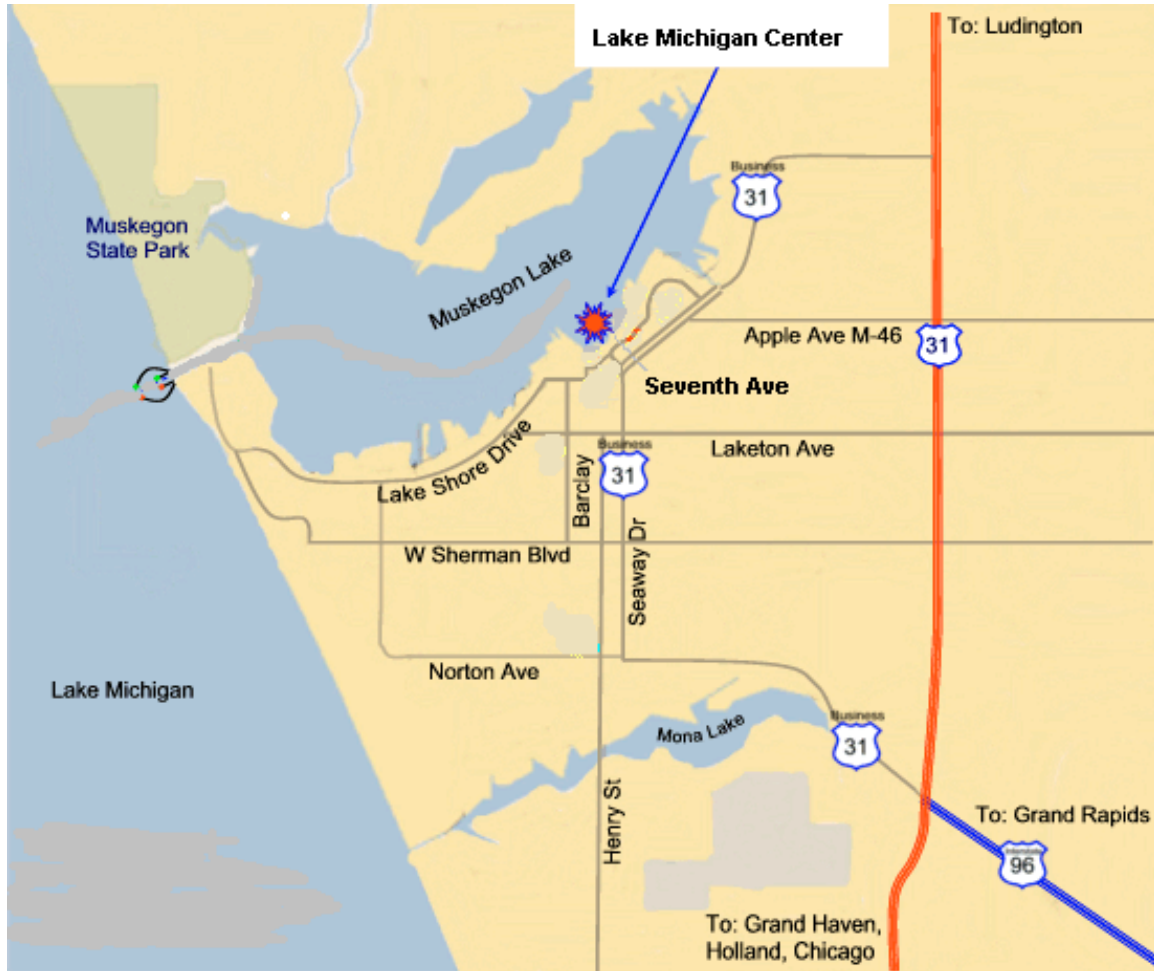 Lake Michigan Center
To: Ludington
Business
31
Muskegon
State Park
Muskegon Lake
Apple Ave M-46
31
Seventh Ave
Lake Shore Drive
Laketon Ave
Business
31
Barclay
W Sherman Blvd
Seaway Dr
Norton Ave
Lake Michigan
Mona Lake
Business
31
Henry St
To: Grand Rapids
Interstate
96
To: Grand Haven,
Holland, Chicago